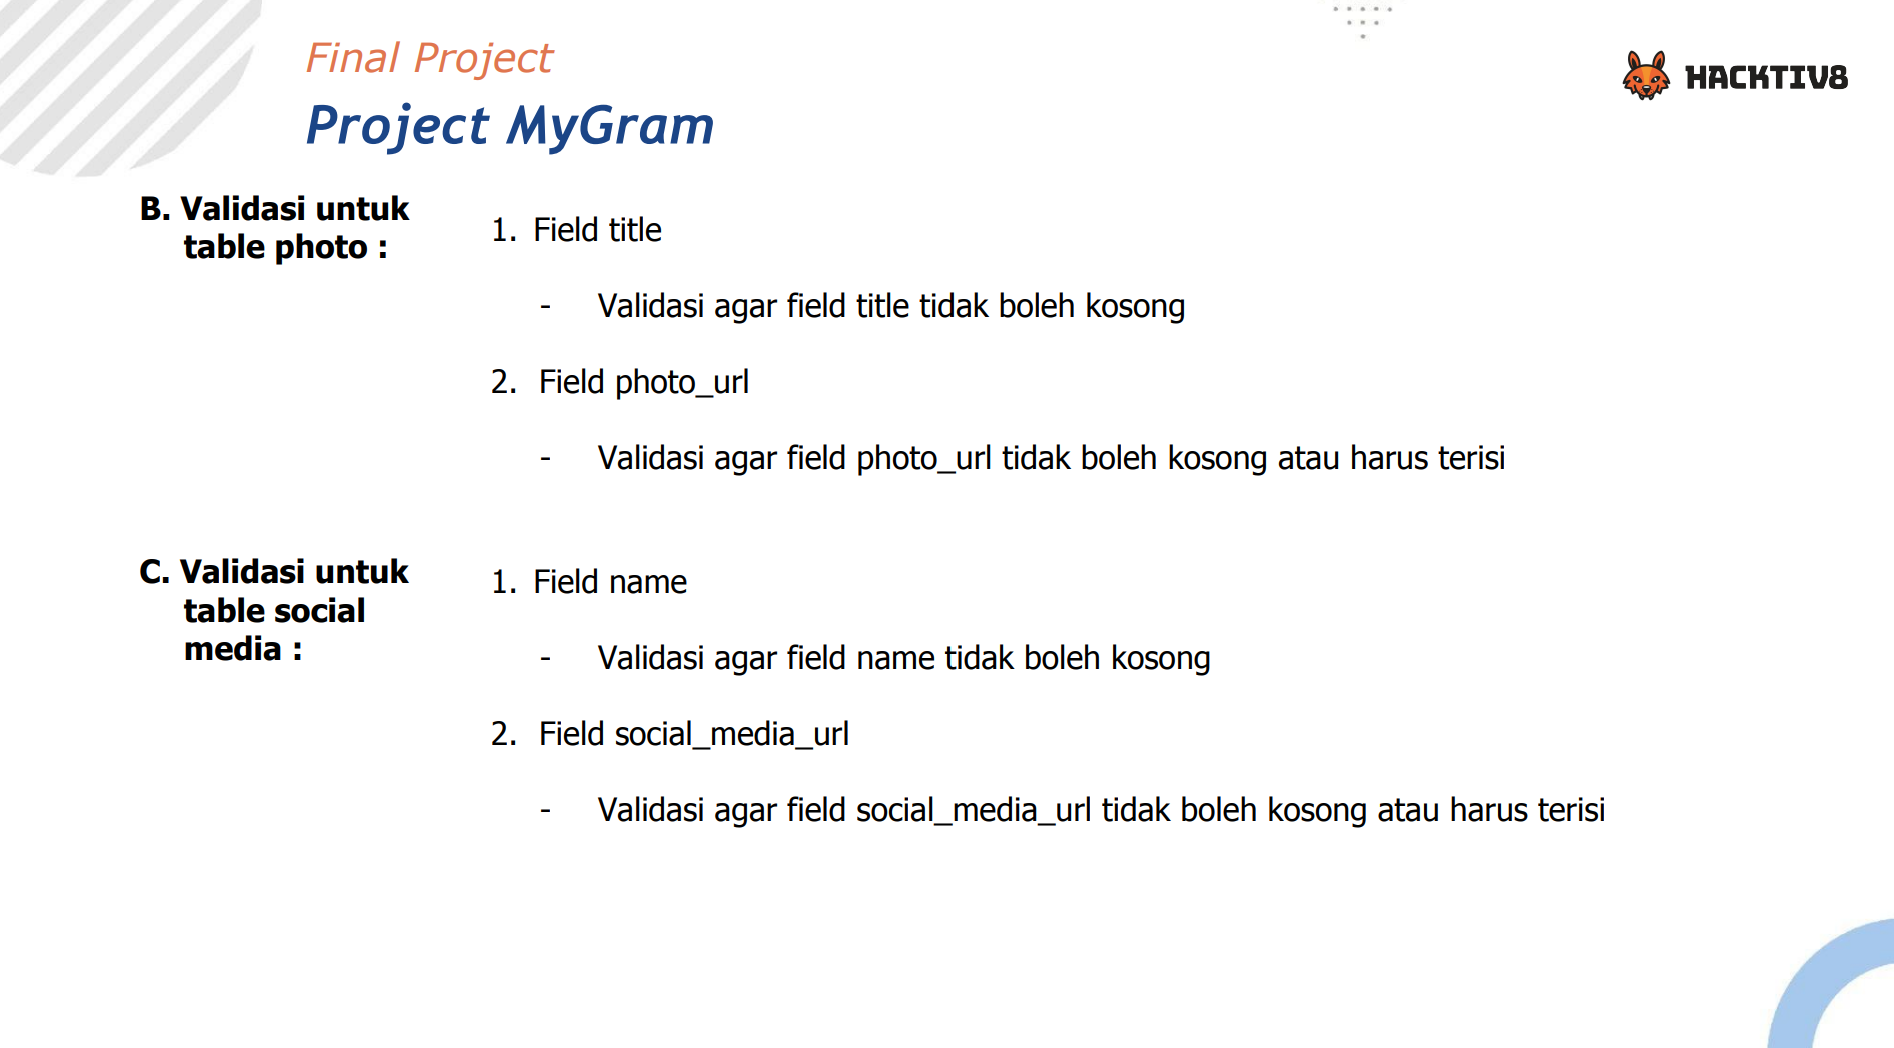 Final Project
HACKTIV8
Project MyGram
B. Validasi untuk
table photo :
1. Field title
- Validasi agar field title tidak boleh kosong
2. Field photo_url
- Validasi agar field photo_url tidak boleh kosong atau harus terisi
C. Validasi untuk
table social
media :
1. Field name
- Validasi agar field name tidak boleh kosong
2. Field social_media_url
- Validasi agar field social_media_url tidak boleh kosong atau harus terisi